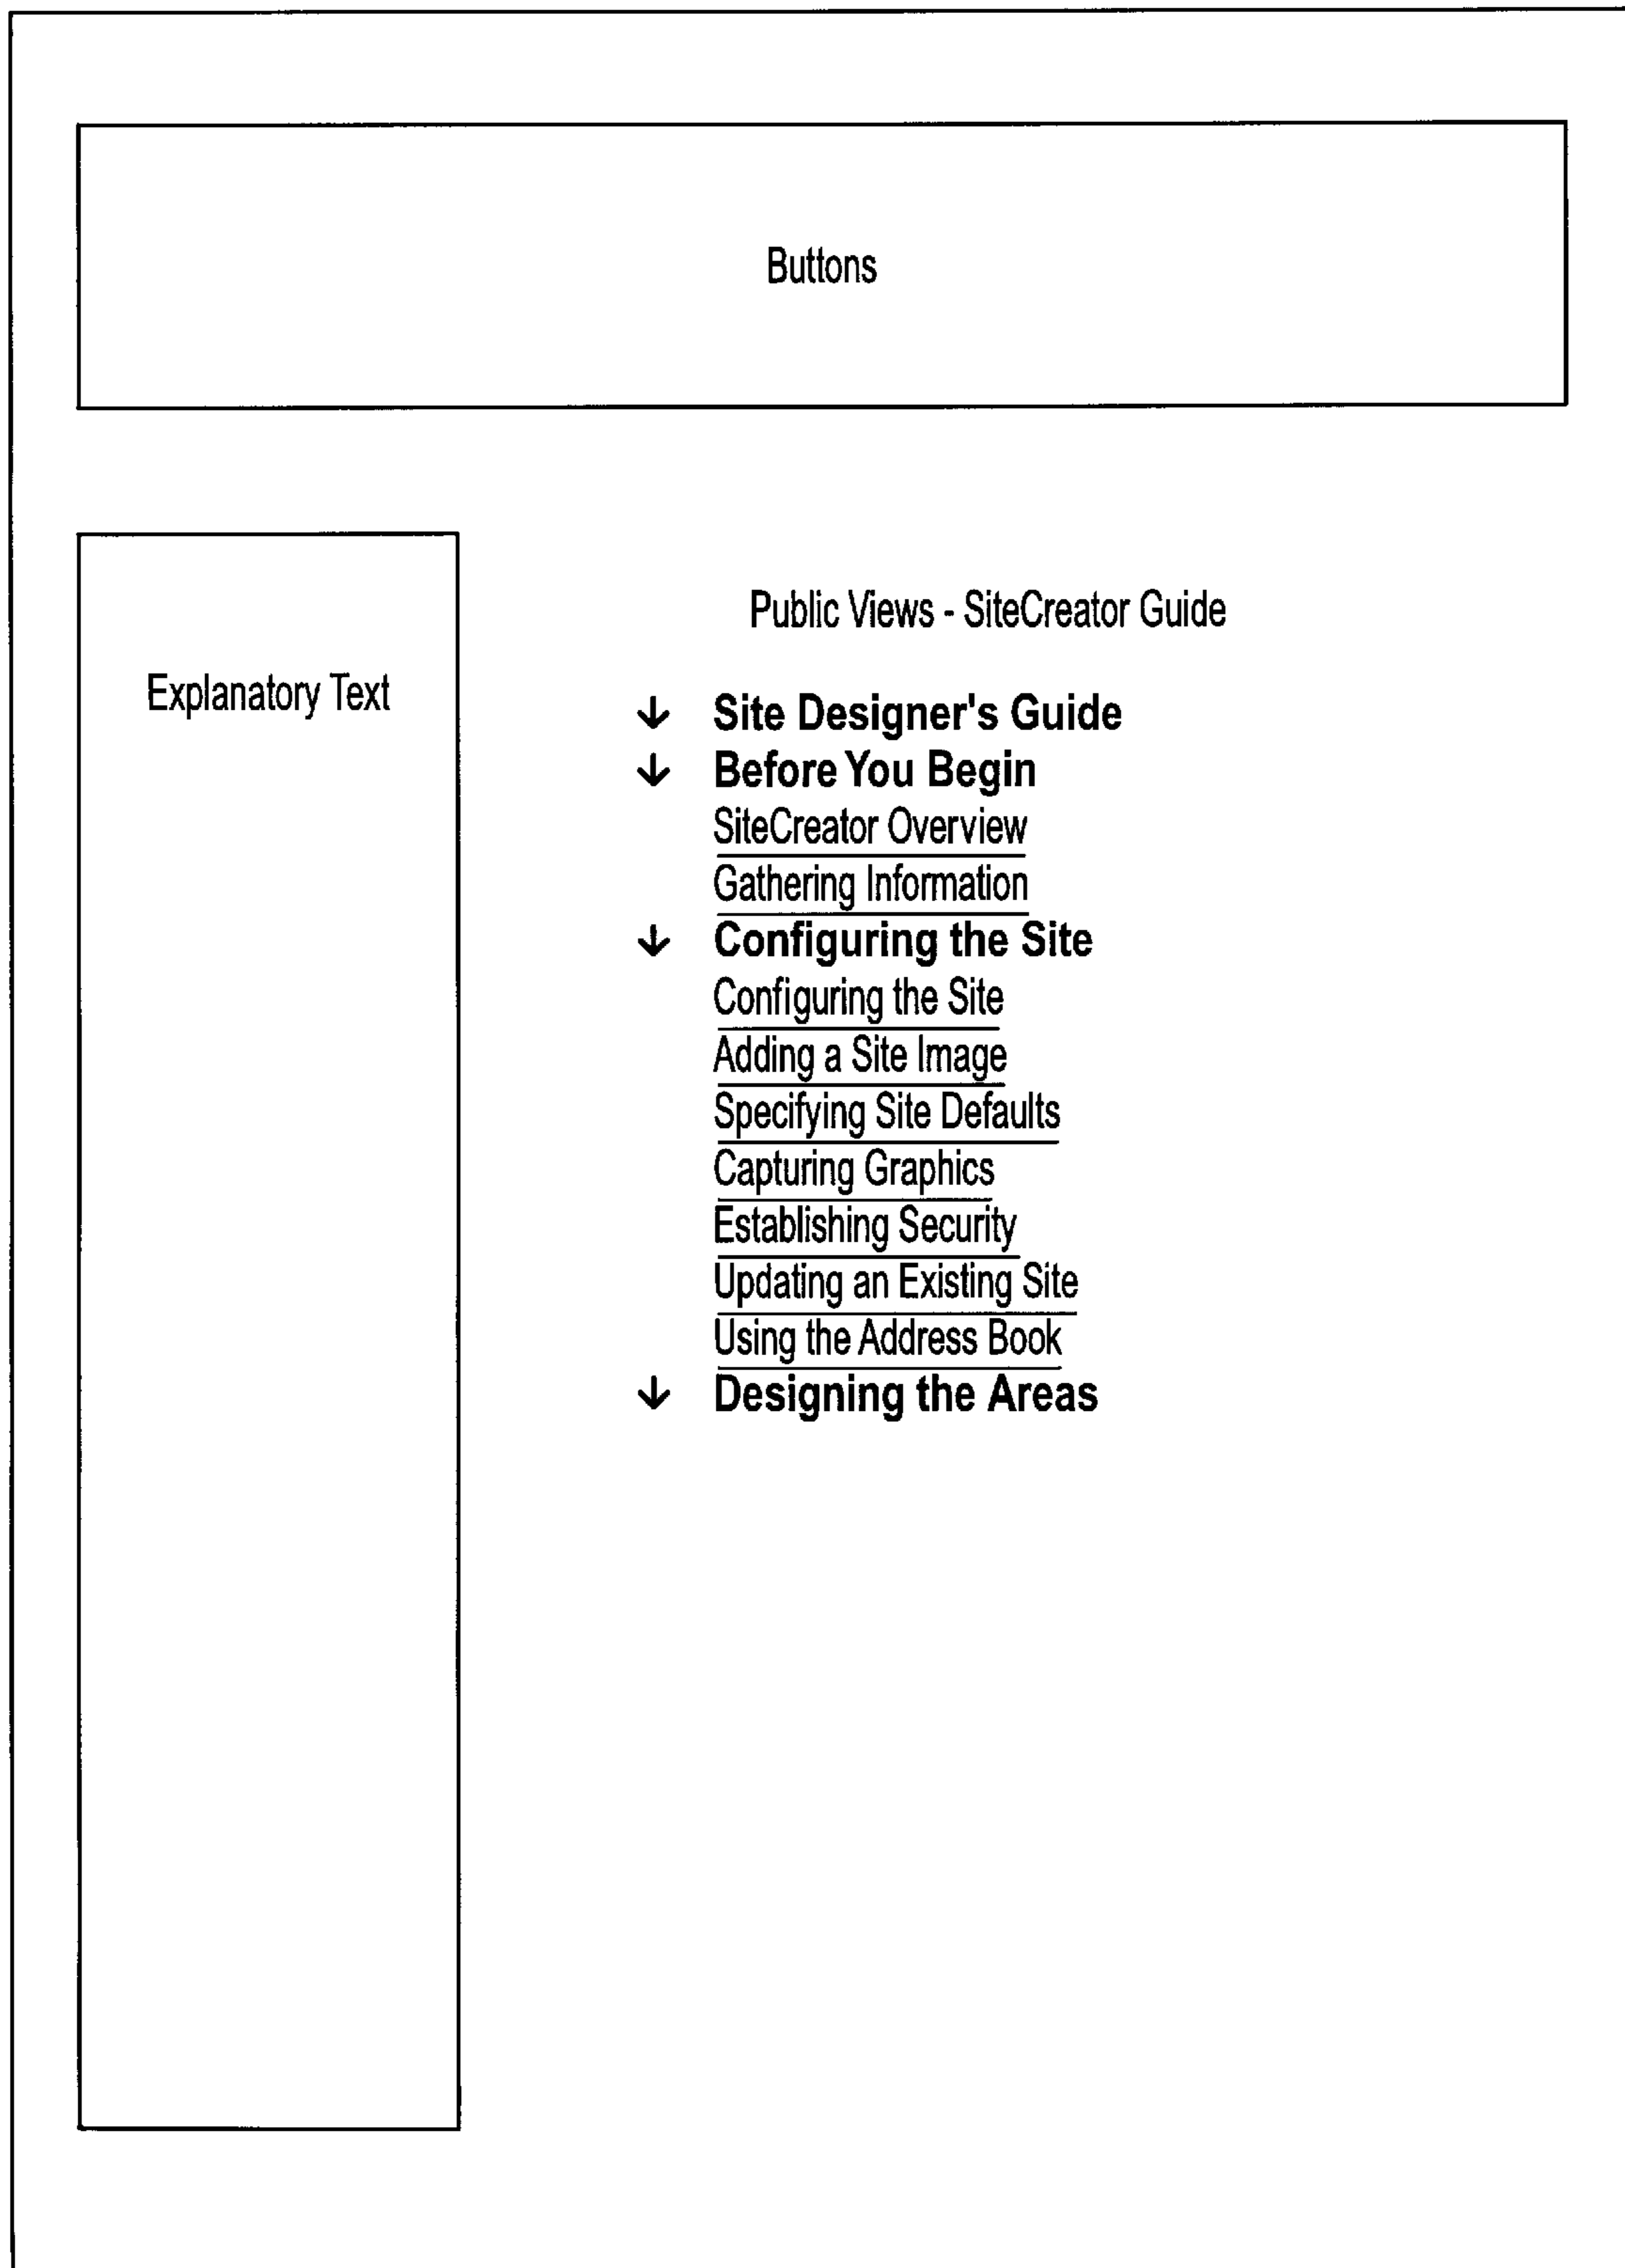 Buttons
Explanatory Text
Public Views - SiteCreator Guide
↓ Site Designer's Guide
↓ Before You Begin
SiteCreator Overview
Gathering Information
↓ Configuring the Site
Configuring the Site
Adding a Site Image
Specifying Site Defaults
Capturing Graphics
Establishing Security
Updating an Existing Site
Using the Address Book
↓ Designing the Areas